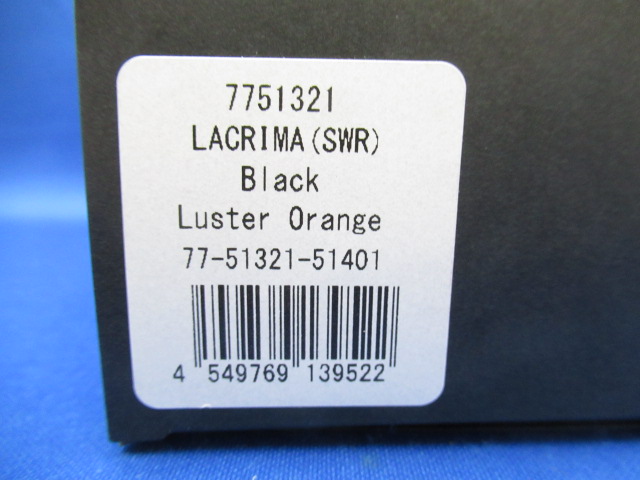 7751321
LACRIMA(SWR)
Black
Luster Orange
77-51321-51401
4 549769 139522